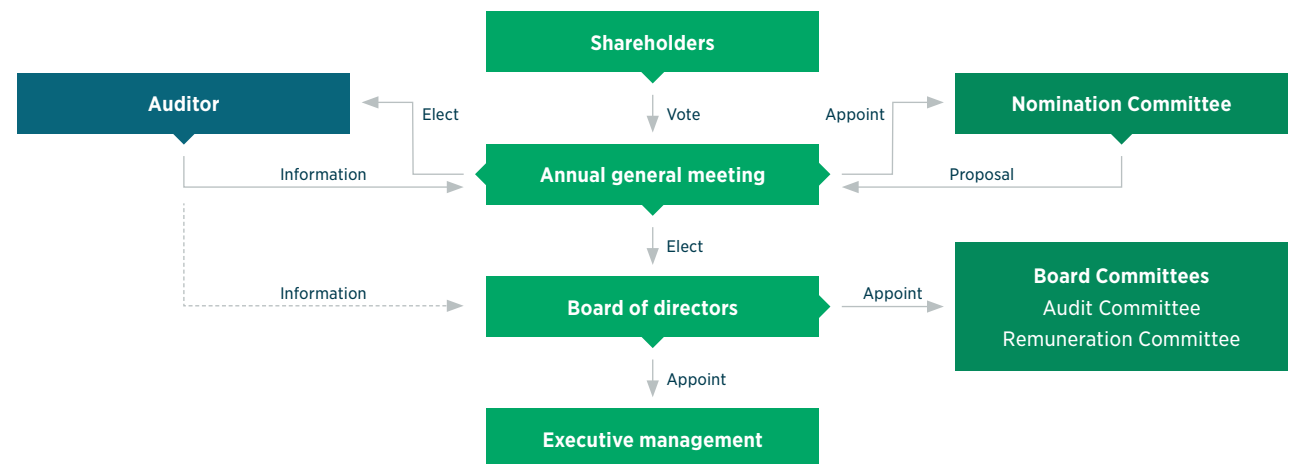 Shareholders
Auditor
Nomination Committee
Elect
Vote
Appoint
Information
Annual general meeting
Proposal
Elect
Information
Board of directors
Appoint
Board Committees
Audit Committee
Remuneration Committee
Appoint
Executive management